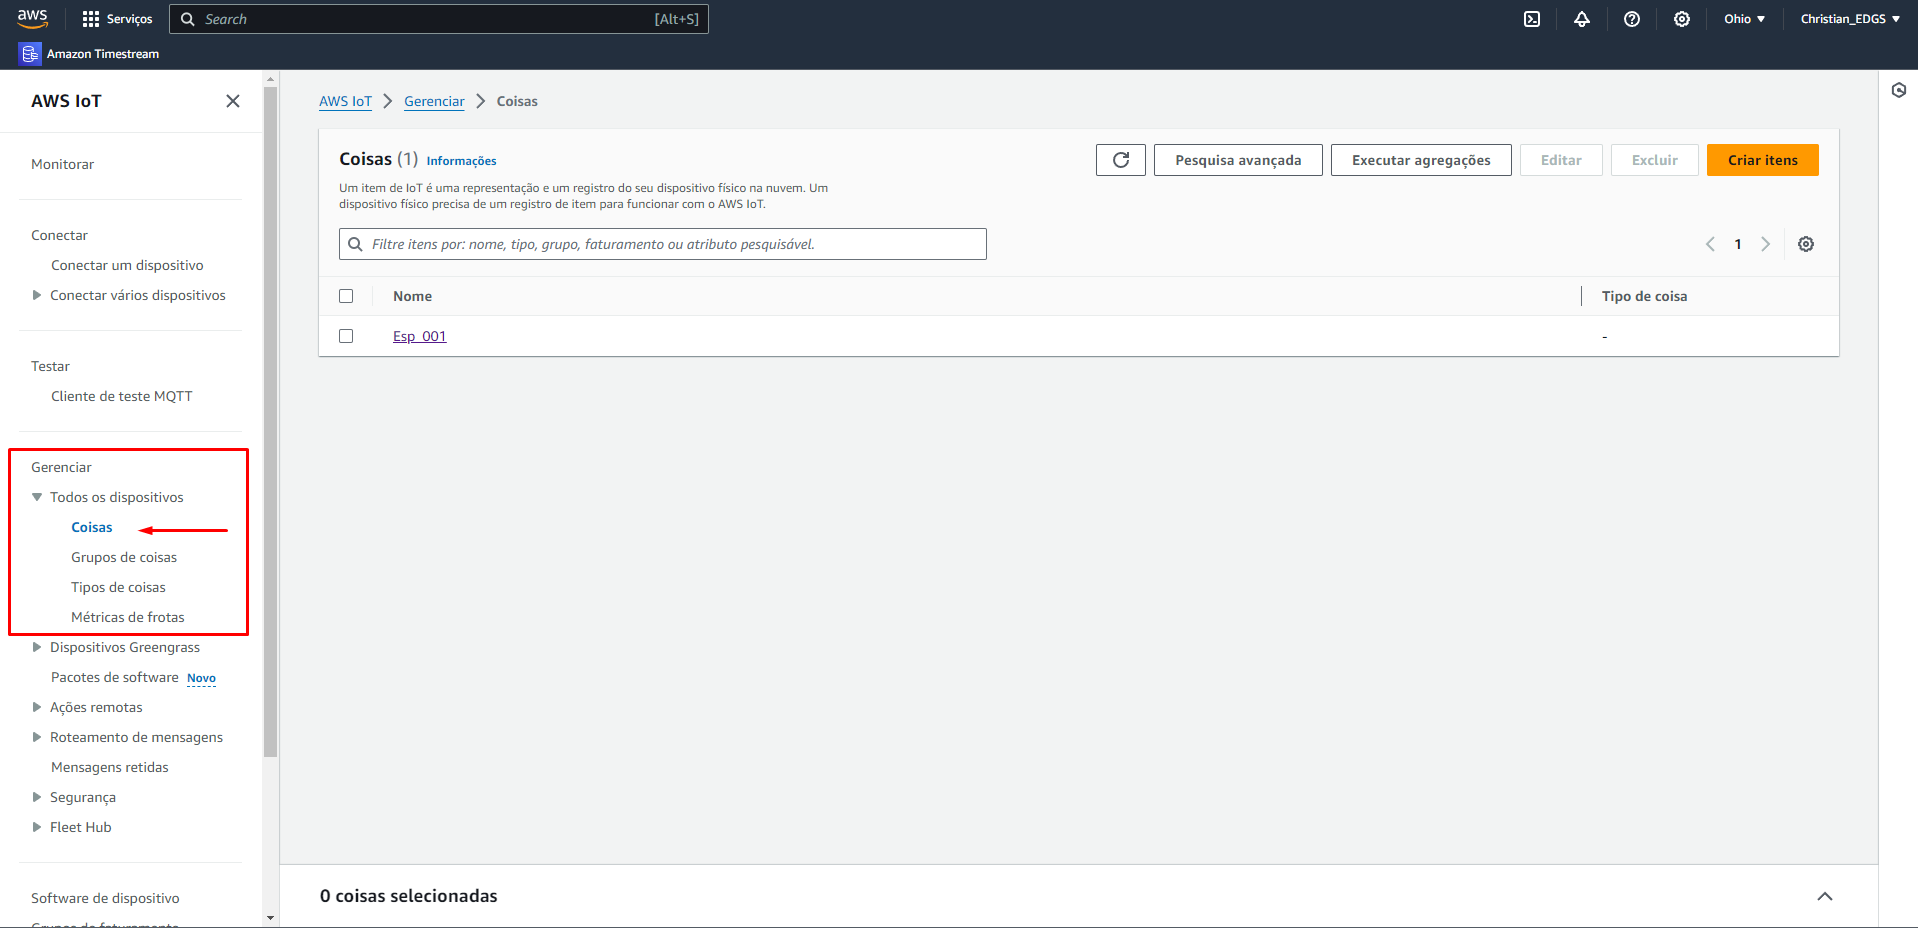 aws
Serviços
Search
[Alt+S]
Ohio
Christian_EDGS
Amazon Timestream
AWS IoT
Monitorar
Conectar
Conectar um dispositivo
Conectar vários dispositivos
Testar
Cliente de teste MQTT
Gerenciar
Todos os dispositivos
Coisas
Grupos de coisas
Tipos de coisas
Métricas de frotas
Dispositivos Greengrass
Pacotes de software Novo
Ações remotas
Roteamento de mensagens
Mensagens retidas
Segurança
Fleet Hub
Software de dispositivo
Grupos de faturamento
AWS IoT > Gerenciar > Coisas
Coisas (1) Informações
Um item de IoT é uma representação e um registro do seu dispositivo físico na nuvem. Um
dispositivo físico precisa de um registro de item para funcionar com o AWS IoT.
Pesquisa avançada
Executar agregações
Editar
Excluir
Criar itens
Filtre itens por: nome, tipo, grupo, faturamento ou atributo pesquisável.
1
Nome
Tipo de coisa
Esp_001
-
0 coisas selecionadas